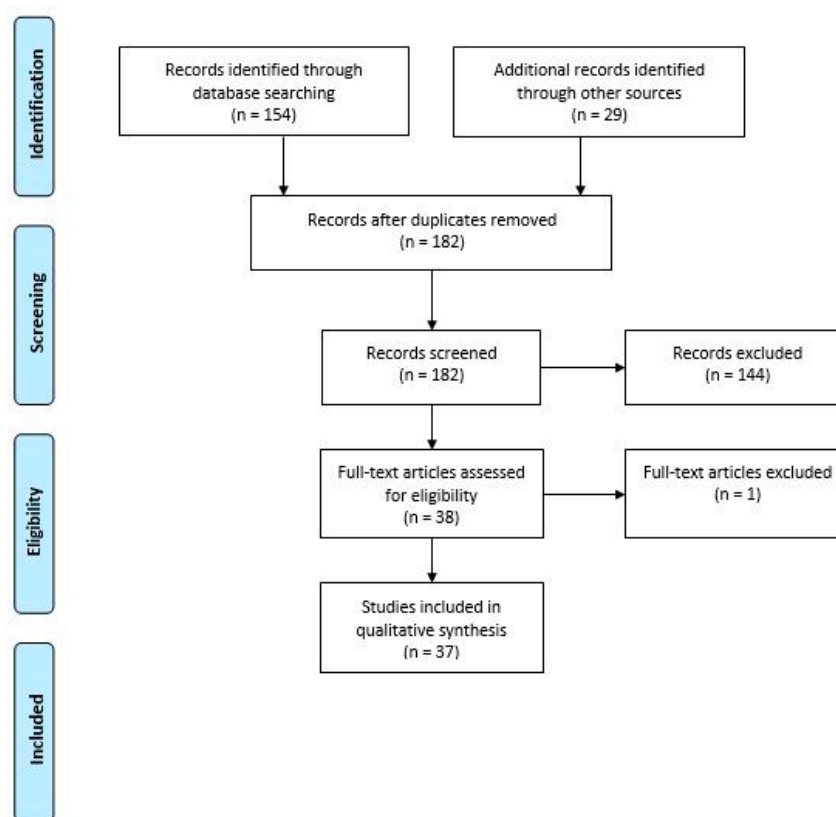 Identification
Records identified through
database searching
(n = 154)
Additional records identified
through other sources
(n = 29)
Records after duplicates removed
(n = 182)
Screening
Records screened
(n = 182)
Records excluded
(n = 144)
Eligibility
Full-text articles assessed
for eligibility
(n = 38)
Full-text articles excluded
(n = 1)
Studies included in
qualitative synthesis
(n = 37)
Included